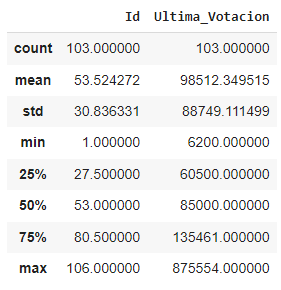 Id Ultima_Votacion
count 103.000000 103.000000
mean 53.524272 98512.349515
std 30.836331 88749.111499
min 1.000000 6200.000000
25% 27.500000 60500.000000
50% 53.000000 85000.000000
75% 80.500000 135461.000000
max 106.000000 875554.000000